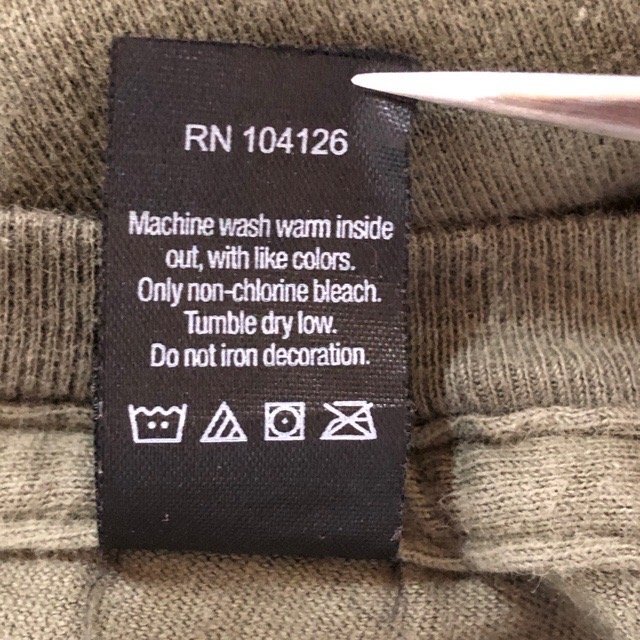 RN 104126
Machine wash warm inside
out, with like colors.
Only non-chlorine bleach.
Tumble dry low.
Do not iron decoration.